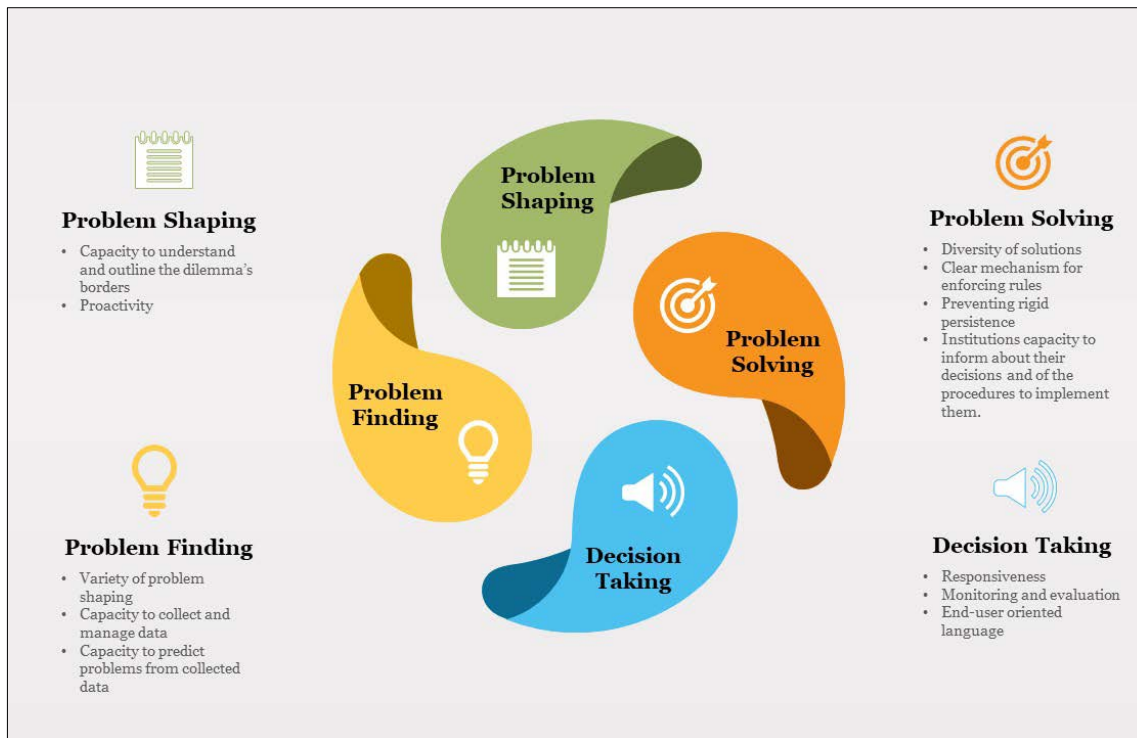 Problem Shaping
• Capacity to understand
and outline the dilemma's
borders
• Proactivity
Problem Finding
• Variety of problem
shaping
• Capacity to collect and
manage data
• Capacity to predict
problems from collected
data
Problem
Shaping
Problem
Solving
Problem
Finding
Decision
Taking
Problem Solving
• Diversity of solutions
• Clear mechanism for
enforcing rules
• Preventing rigid
persistence
• Institutions capacity to
inform about their
decisions and of the
procedures to implement
them.
Decision Taking
• Responsiveness
• Monitoring and evaluation
• End-user oriented
language